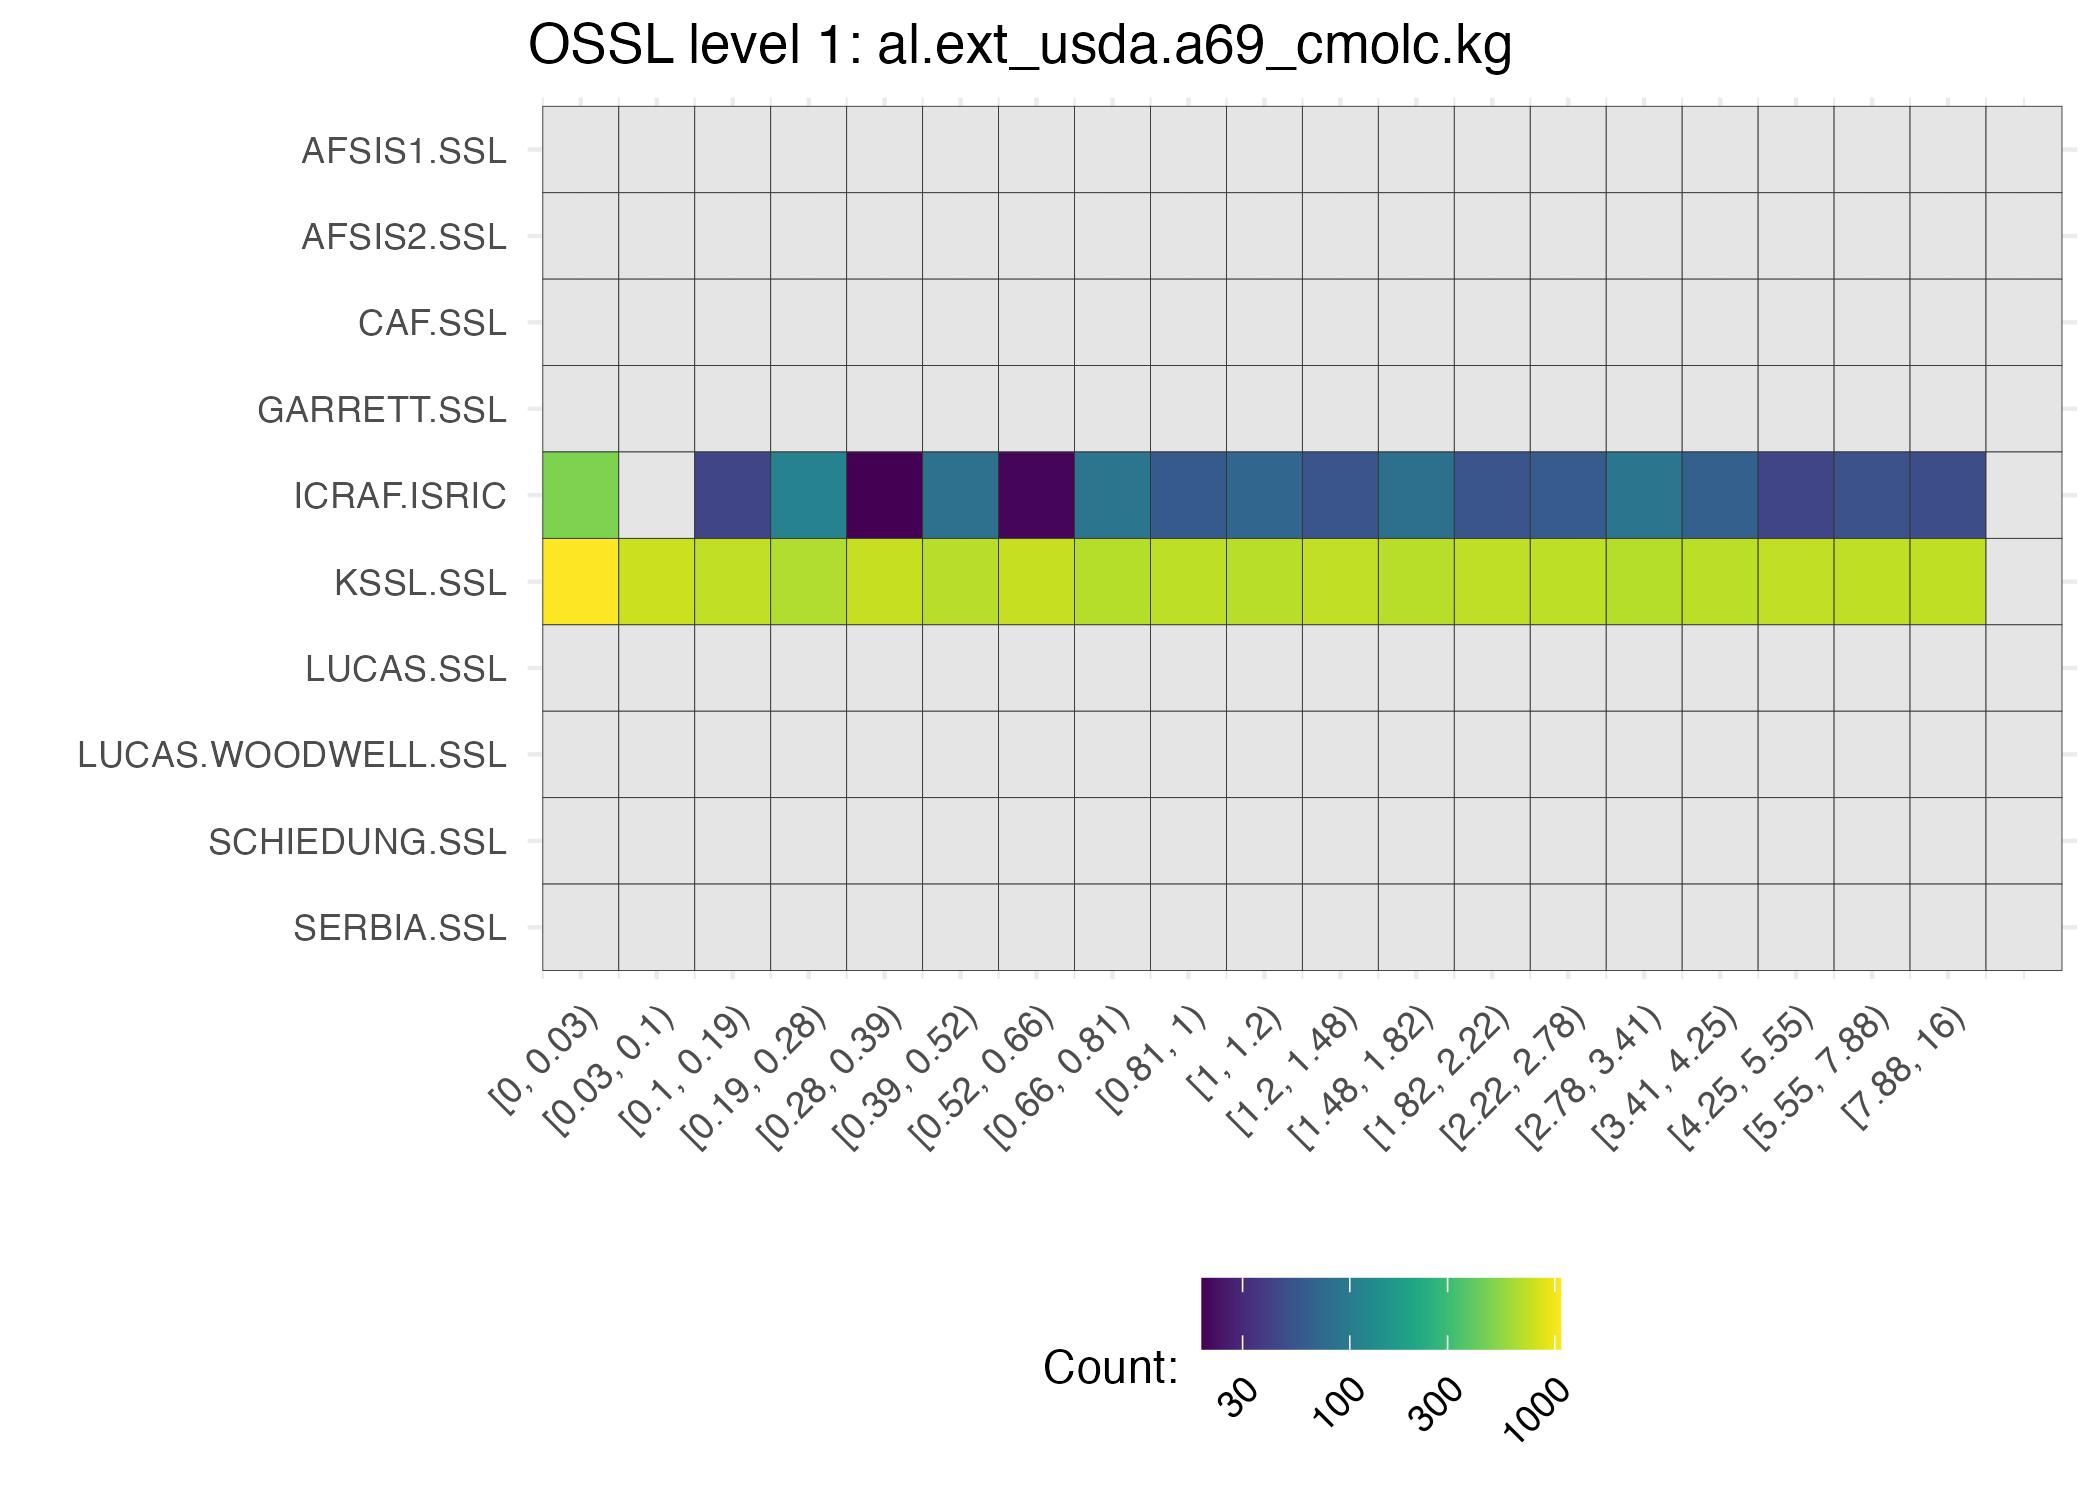 OSSL level 1: al.ext_usda.a69_cmolc.kg
AFSIS1.SSL
AFSIS2.SSL
CAF.SSL
GARRETT.SSL
ICRAF.ISRIC
KSSL.SSL
LUCAS.SSL
LUCAS.WOODWELL.SSL
SCHIEDUNG.SSL
SERBIA.SSL
[0, 0.03)
[0.03, 0.1)
[0.1, 0.19)
[0.19, 0.28)
[0.28, 0.39)
[0.39, 0.52)
[0.52, 0.66)
[0.66, 0.81)
[0.81, 1)
[1, 1.2)
[1.2, 1.48)
[1.48, 1.82)
[1.82, 2.22)
[2.22, 2.78)
[2.78, 3.41)
[3.41, 4.25)
[4.25, 5.55)
[5.55, 7.88)
[7.88, 16)
Count:
30
100
300
1000